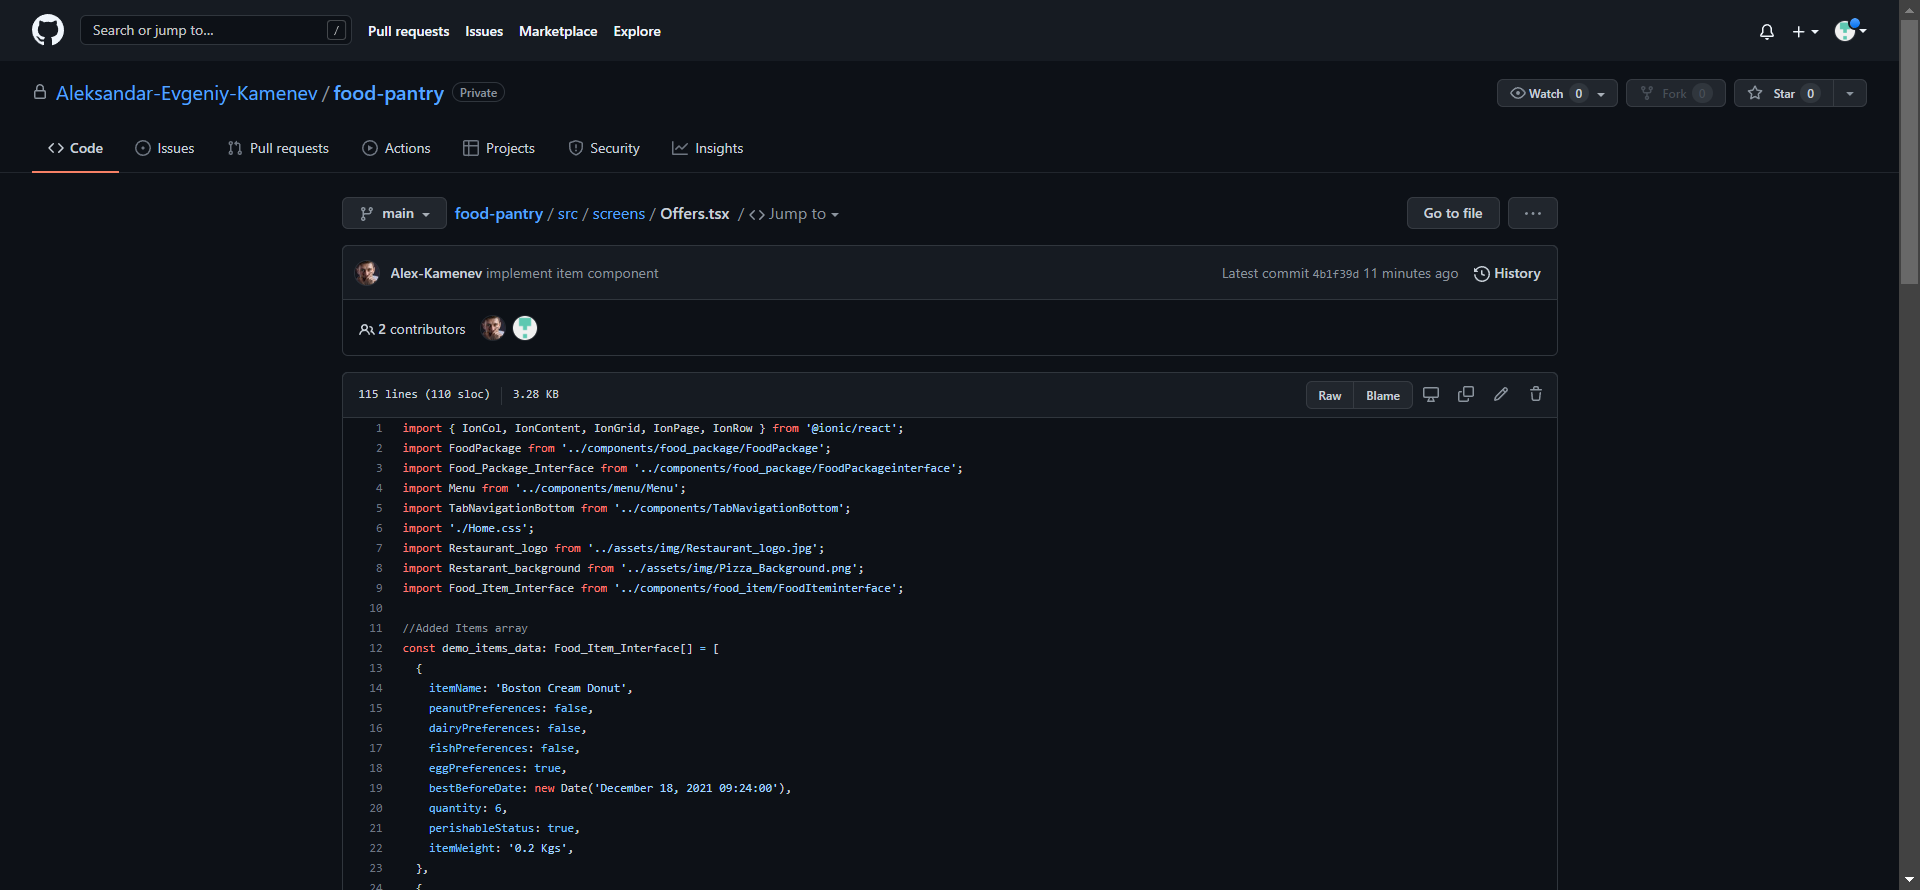 Search or jump to... /
Pull requests Issues Marketplace Explore
Aleksandar-Evgeniy-Kamenev / food-pantry Private
Watch 0 Fork 0 Star 0
Code Issues Pull requests Actions Projects Security Insights
main food-pantry / src / screens / Offers.tsx / <> Jump to
Go to file ...
Alex-Kamenev implement item component Latest commit 4b1f39d 11 minutes ago History
2 contributors
115 lines (110 sloc) 3.28 KB Raw Blame
1 import { IonCol, IonContent, IonGrid, IonPage, IonRow } from '@ionic/react';
2 import FoodPackage from '../components/food_package/FoodPackage';
3 import Food_Package_Interface from '../components/food_package/FoodPackageinterface';
4 import Menu from '../components/menu/Menu';
5 import TabNavigationBottom from '../components/TabNavigationBottom';
6 import './Home.css';
7 import Restaurant_logo from '../assets/img/Restaurant_logo.jpg';
8 import Restarant_background from '../assets/img/Pizza_Background.png';
9 import Food_Item_Interface from '../components/food_item/FoodIteminterface';
10
11 //Added Items array
12 const demo_items_data: Food_Item_Interface[] = [
13 {
14 itemName: 'Boston Cream Donut',
15 peanutPreferences: false,
16 dairyPreferences: false,
17 fishPreferences: false,
18 eggPreferences: true,
19 bestBeforeDate: new Date('December 18, 2021 09:24:00'),
20 quantity: 6,
21 perishableStatus: true,
22 itemWeight: '0.2 Kgs',
23 },
24 {